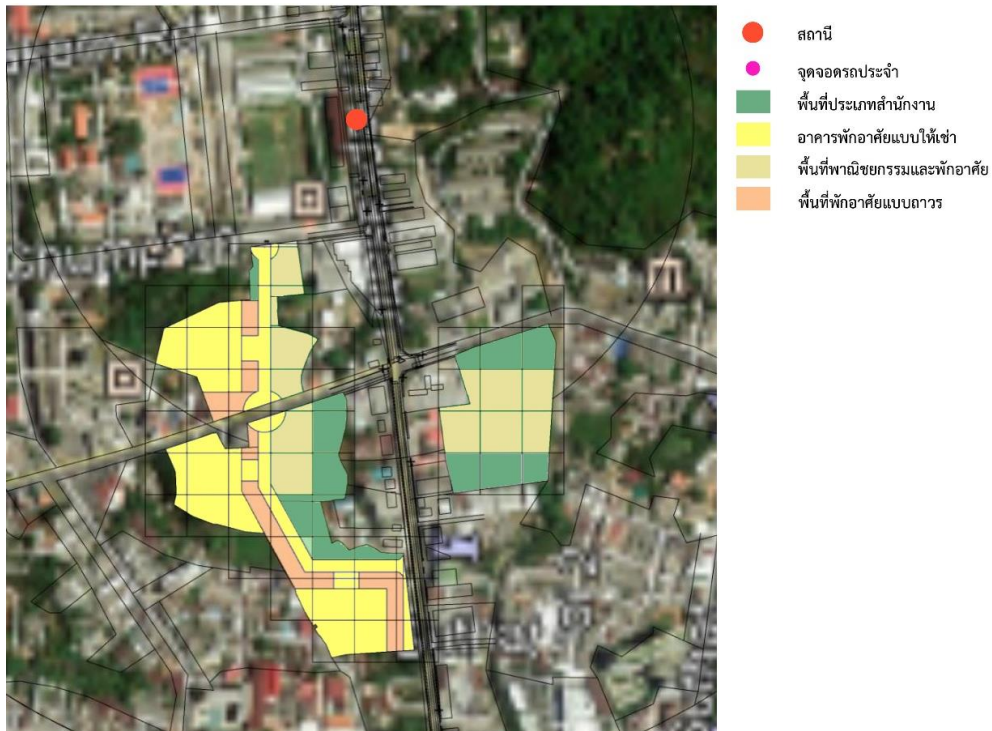 สถานี
จุดจอดรถประจำ
พื้นที่ประเภทสำนักงาน
อาคารพักอาศัยแบบให้เช่า
พื้นที่พาณิชยกรรมและพักอาศัย
พื้นที่พักอาศัยแบบถาวร